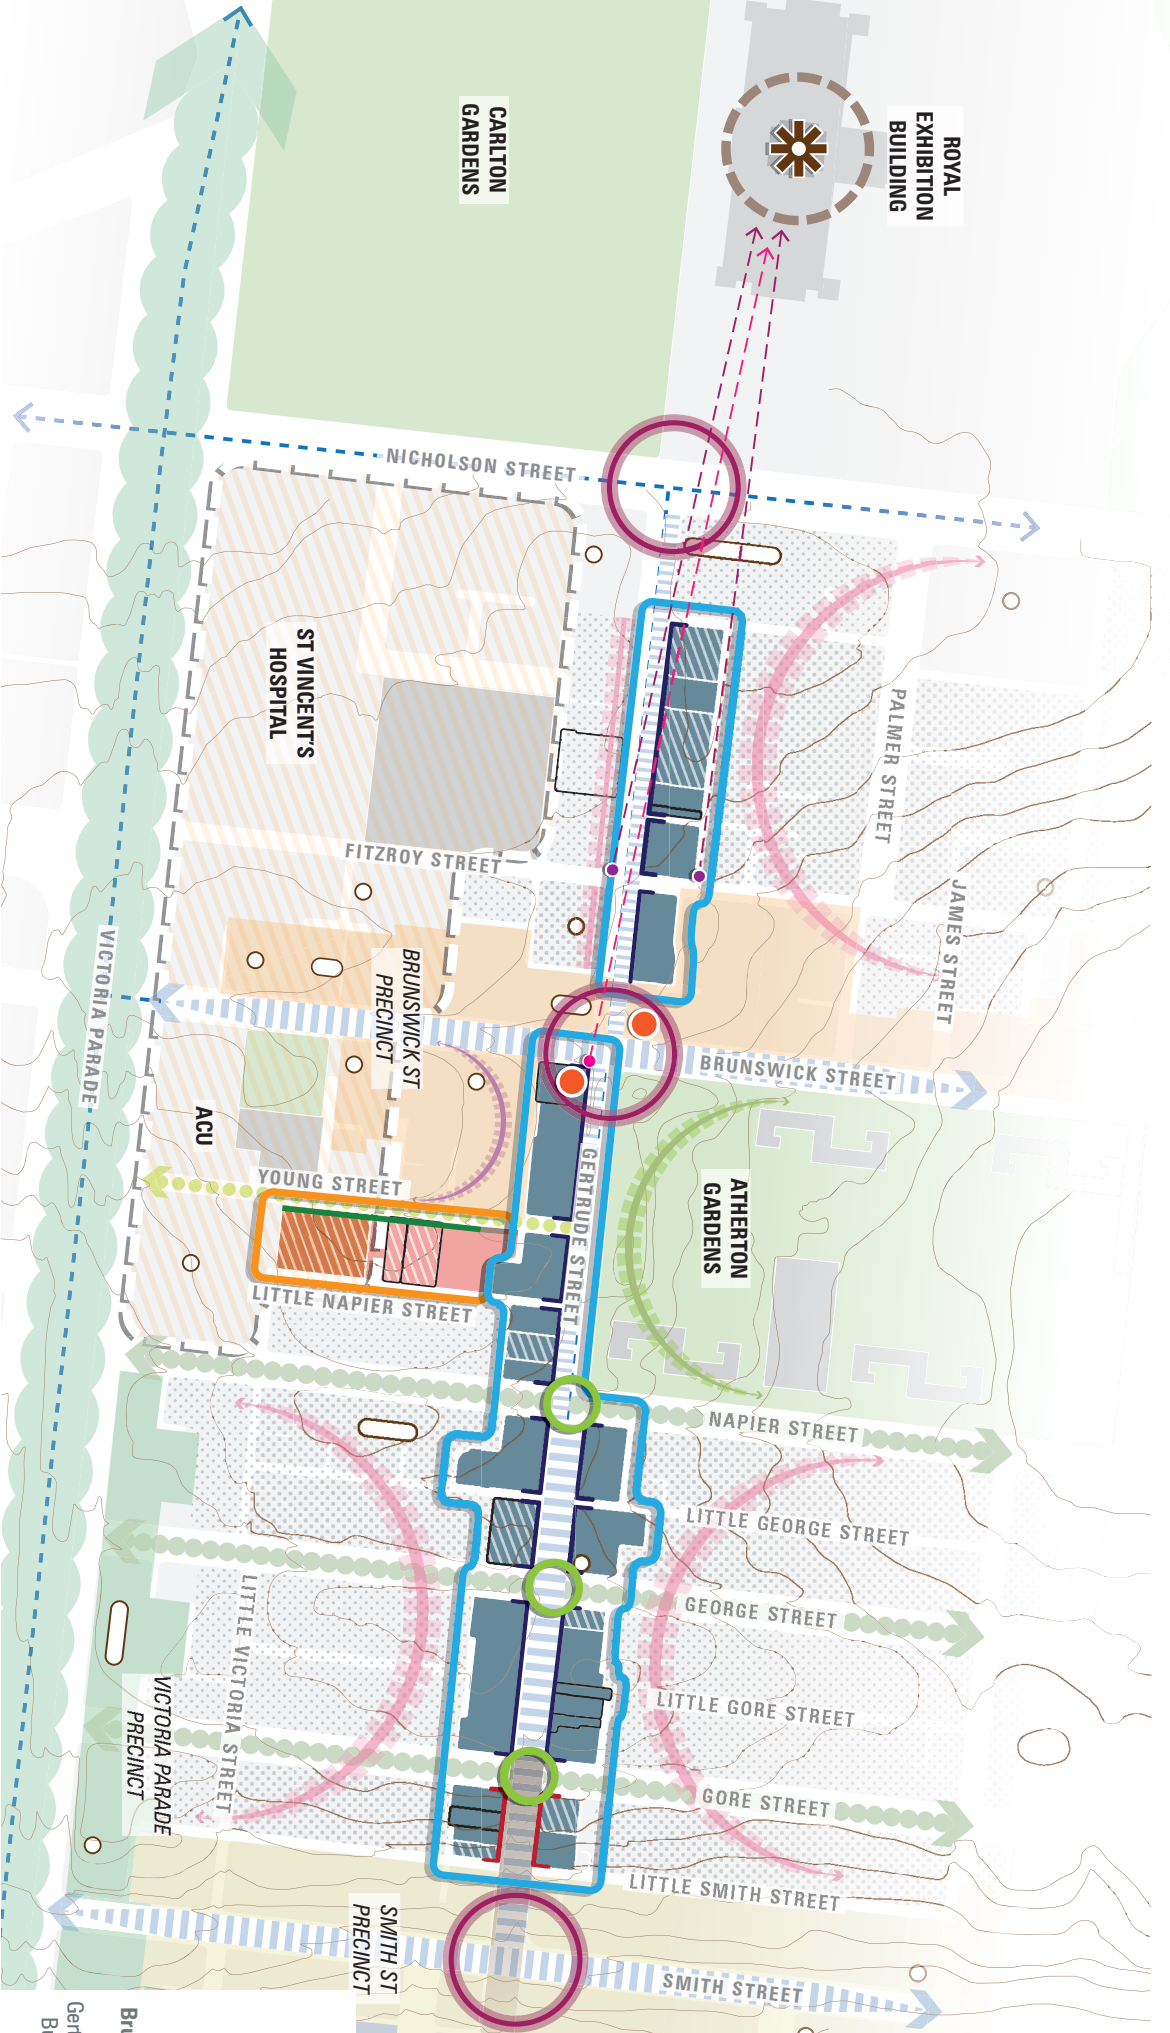 ROYAL
EXHIBITION
BUILDING
CARLTON
GARDENS
NICHOLSON STREET
ST VINCENT'S
HOSPITAL
PALMER STREET
FITZROY STREET
JAMES STREET
VICTORIA PARADE
BRUNSWICK ST
PRECINCT
BRUNSWICK STREET
ACU
GERTRUDE STREET
ATHERTON
GARDENS
YOUNG STREET
LITTLE NAPIER STREET
NAPIER STREET
LITTLE GEORGE STREET
GEORGE STREET
LITTLE VICTORIA STREET
LITTLE GORE STREET
VICTORIA PARADE
PRECINCT
GORE STREET
LITTLE SMITH STREET
SMITH ST
PRECINCT
SMITH STREET